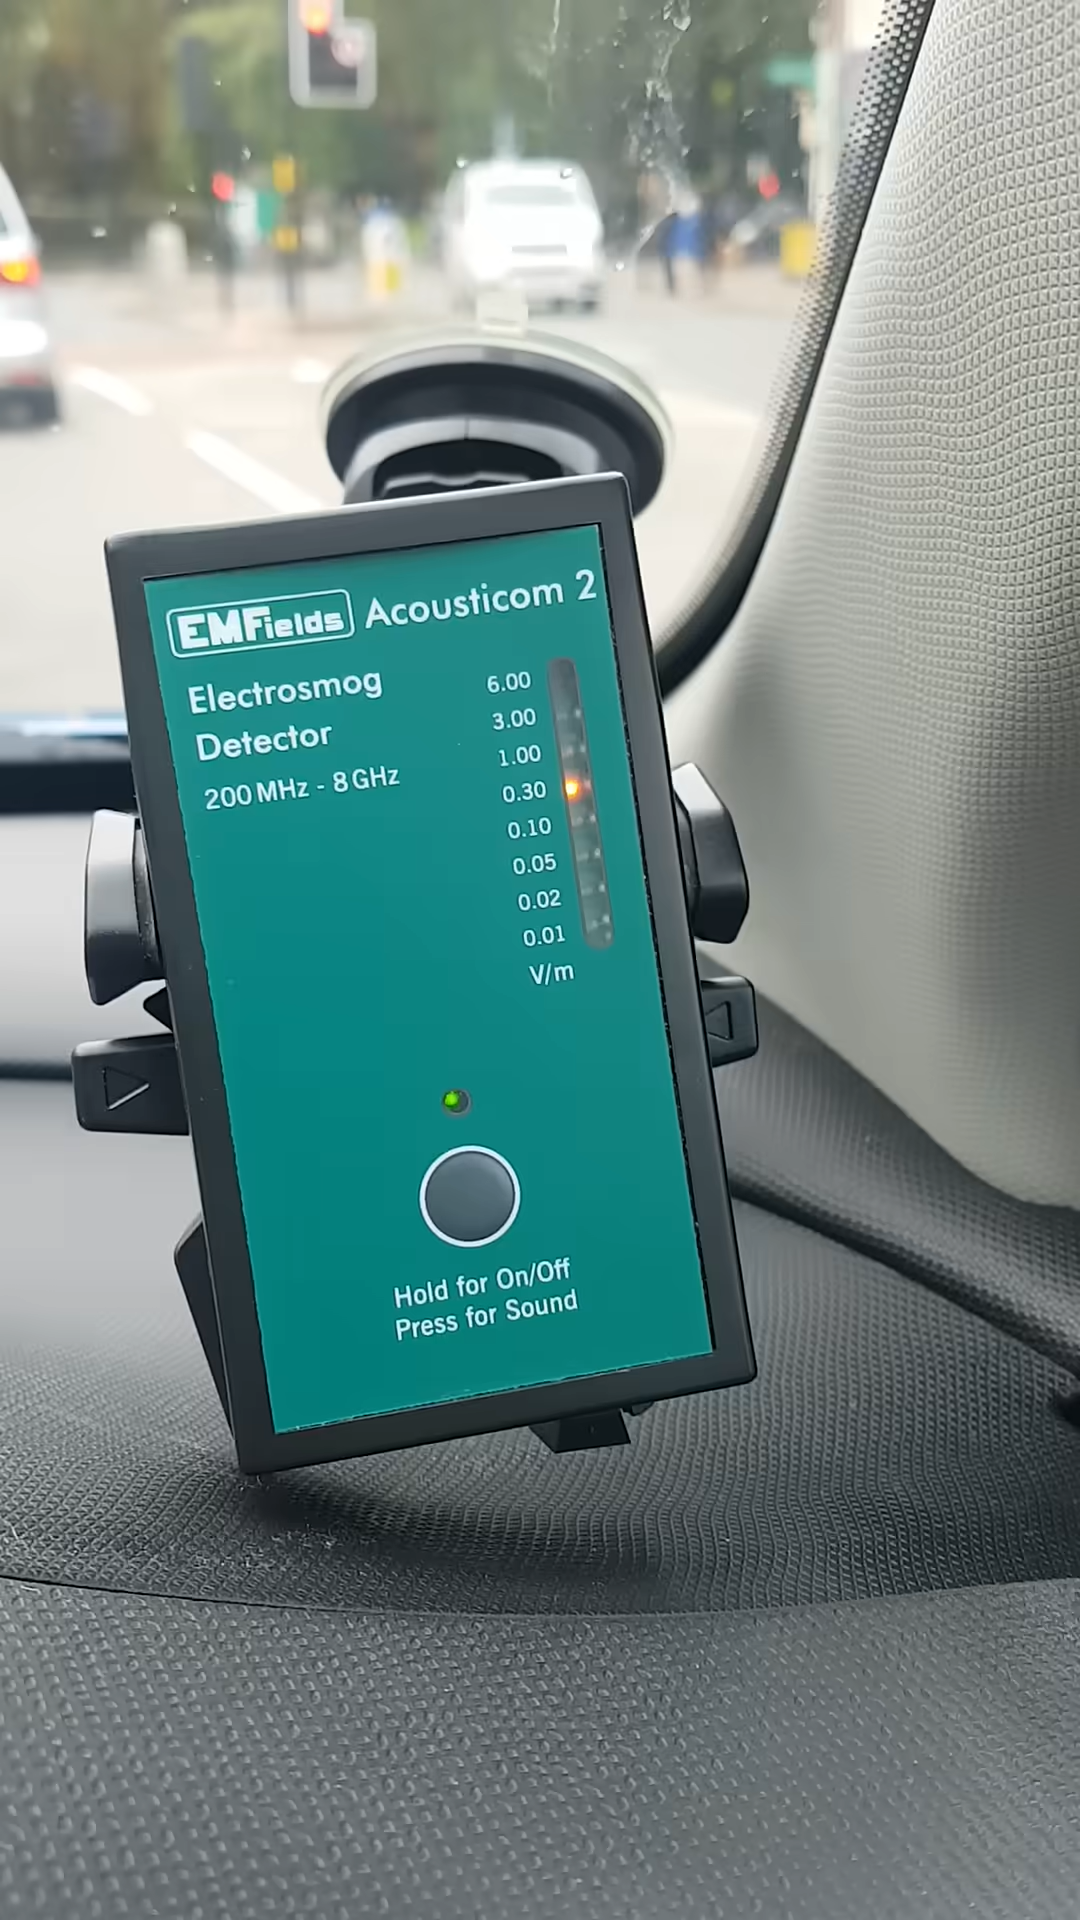 EMFields Acousticom 2
Electrosmog
Detector
200 MHz - 8 GHz
6.00
3.00
1.00
0.30
0.10
0.05
0.02
0.01
V/m
Hold for On/Off
Press for Sound